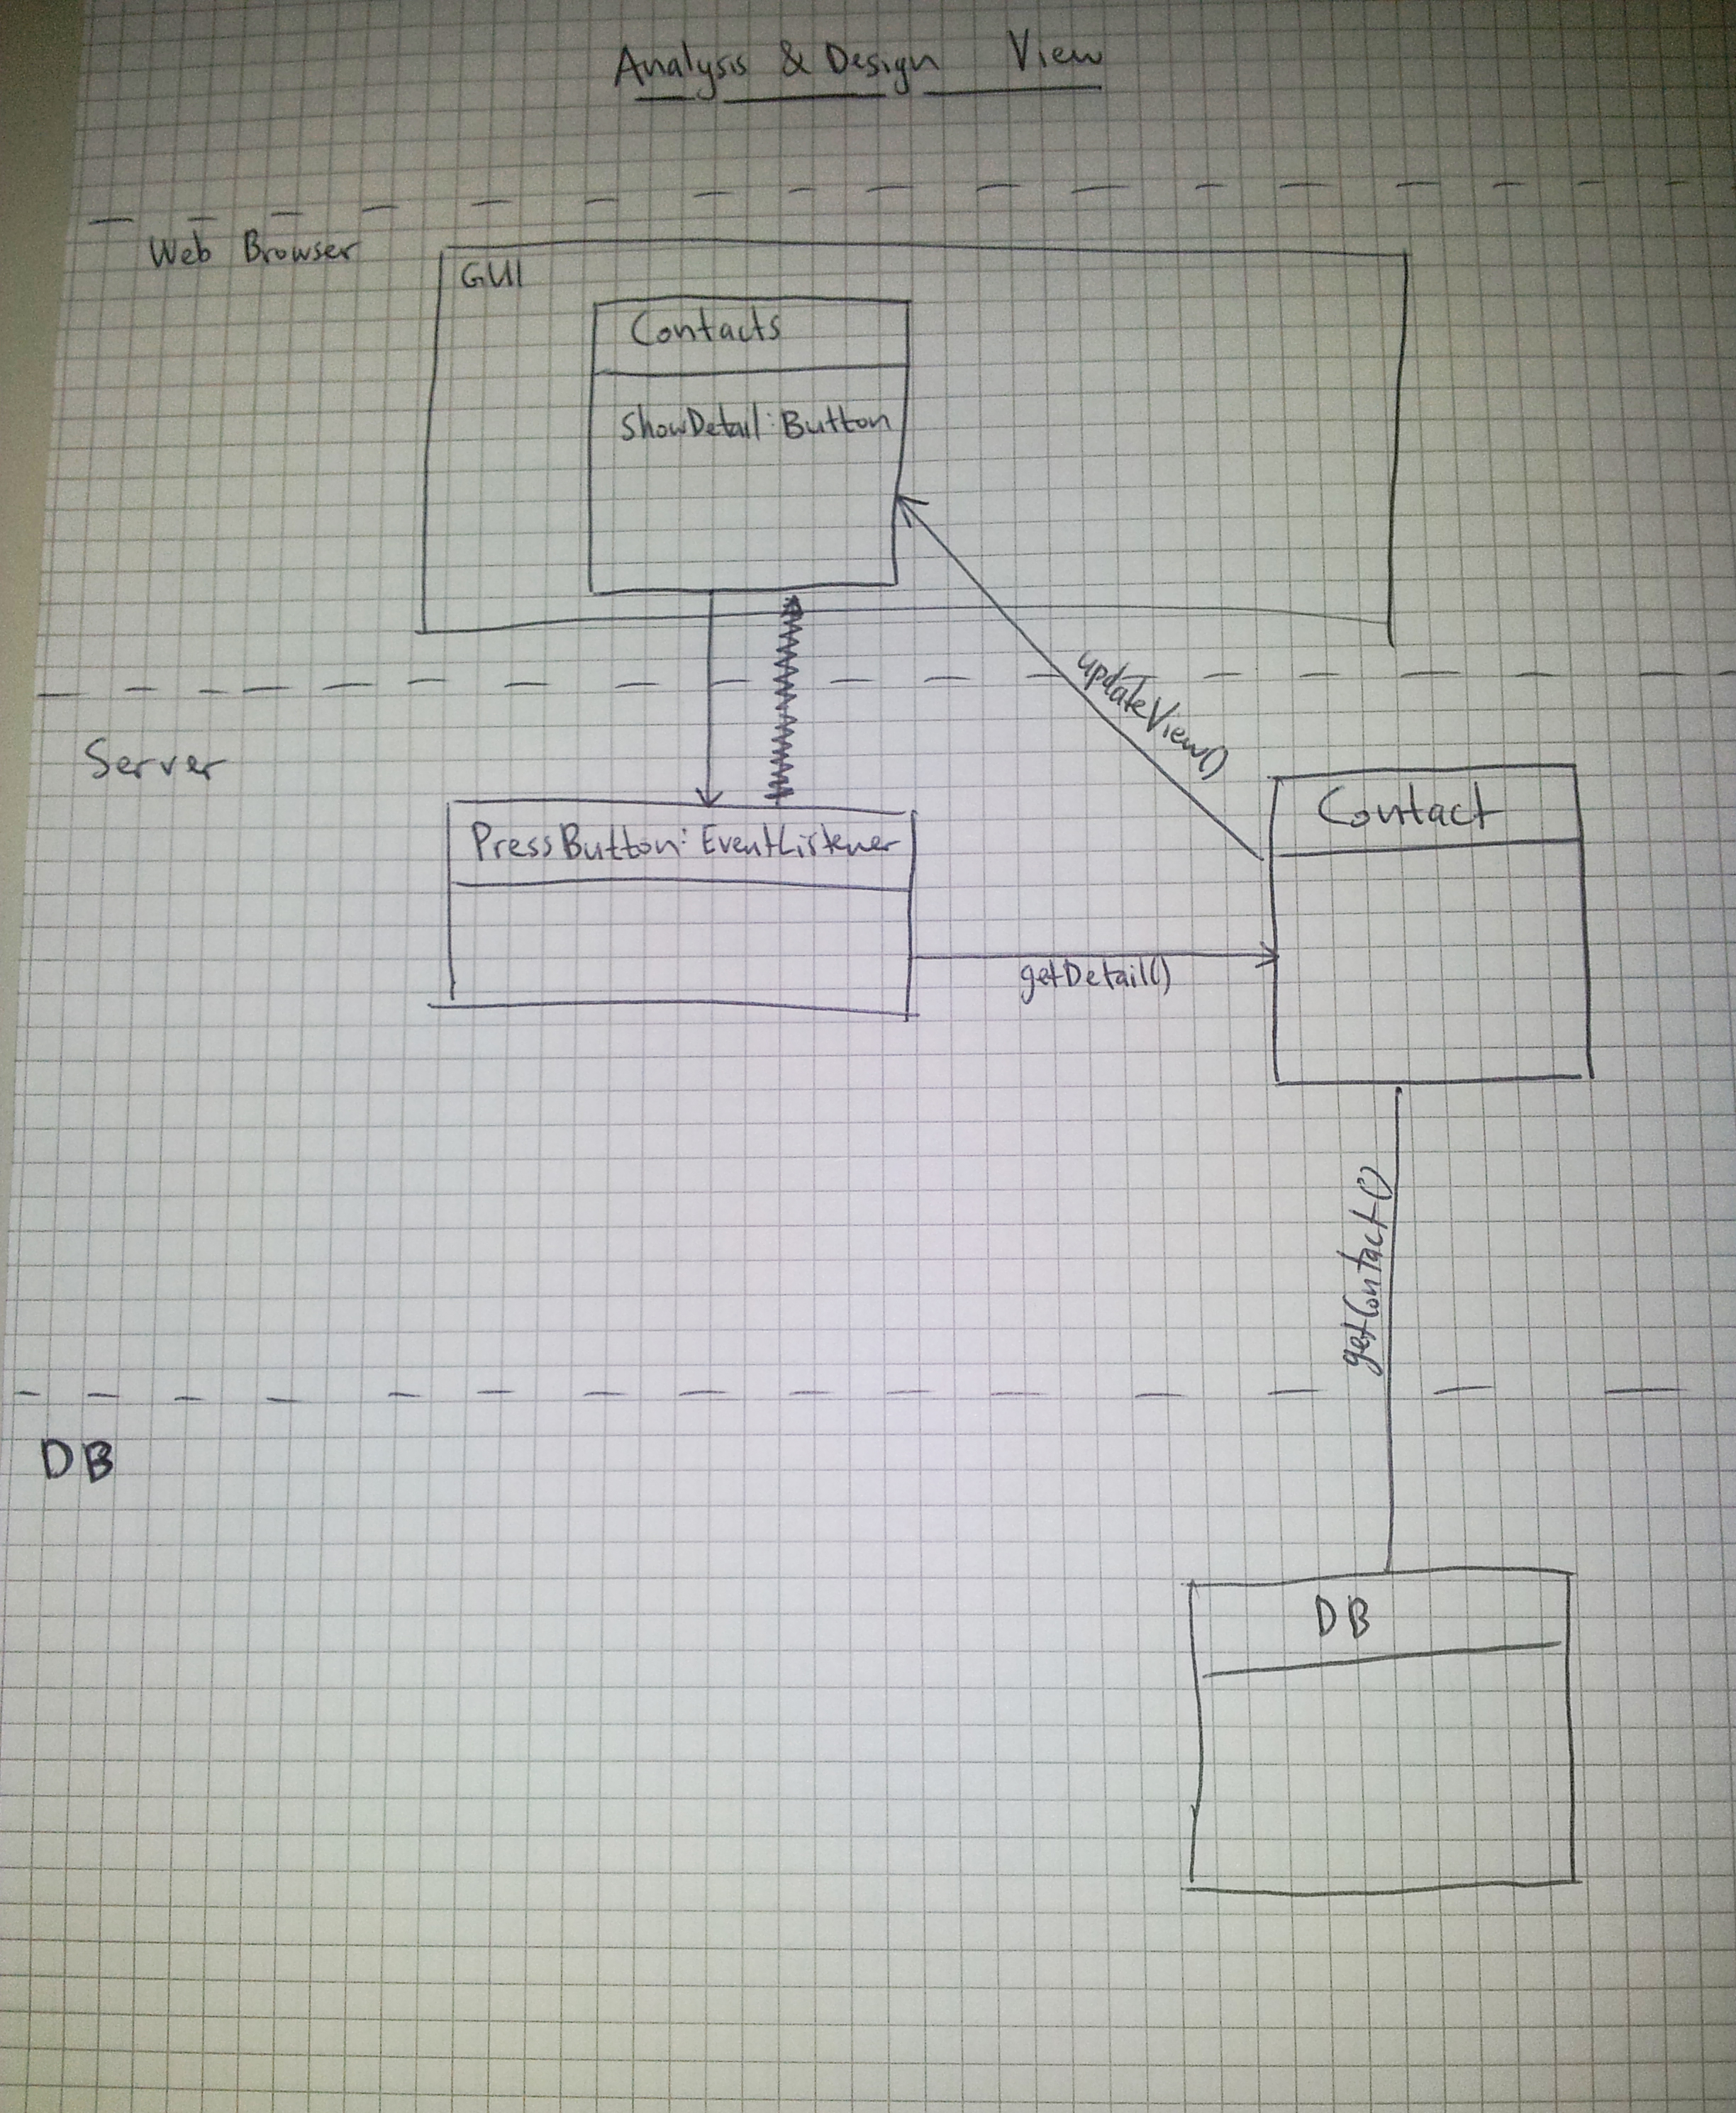 Analysis & Design View
Web Browser
GUI
Contacts
showDetail: Button
updateView()
Server
Contact
PressButton: EventListener
getDetail()
getContact()
DB
DB